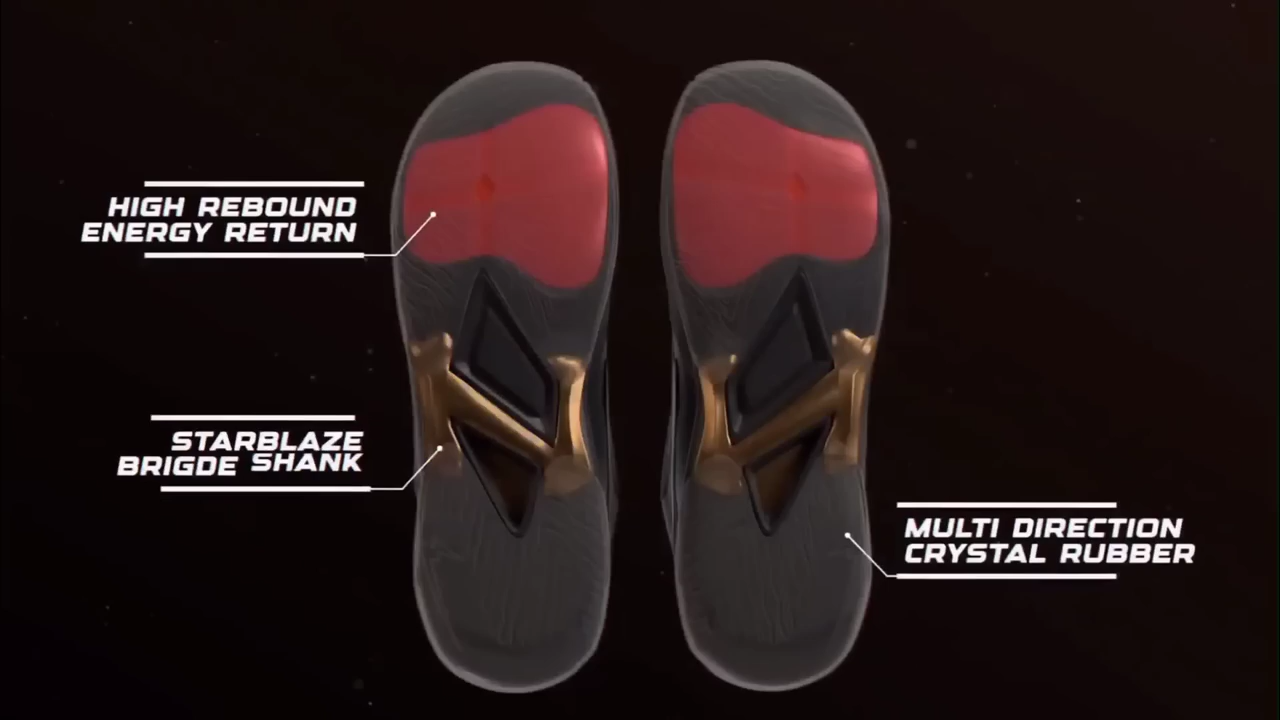 HIGH REBOUND
ENERGY RETURN
STARBLAZE
BRIGDE SHANK
MULTI DIRECTION
CRYSTAL RUBBER